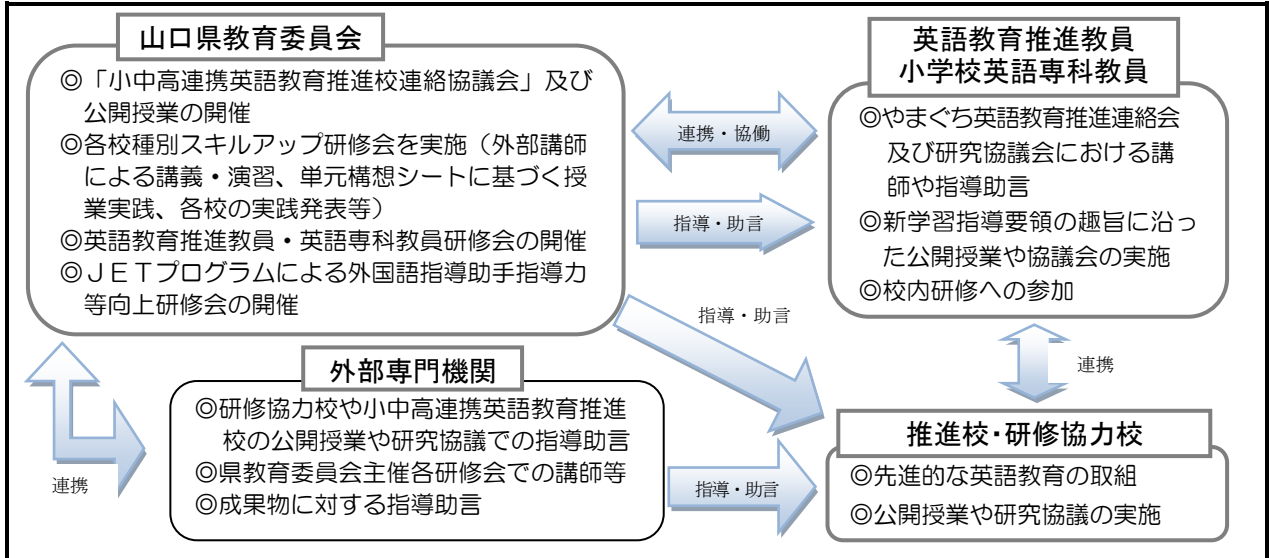 山口県教育委員会
◎「小中高連携英語教育推進校連絡協議会」及び
公開授業の開催
◎各校種別スキルアップ研修会を実施（外部講師
による講義・演習、単元構想シートに基づく授
業実践、各校の実践発表等）
◎英語教育推進教員・英語専科教員研修会の開催
◎ＪＥＴプログラムによる外国語指導助手指導力
等向上研修会の開催
連携・協働
指導・助言
英語教育推進教員
小学校英語専科教員
◎やまぐち英語教育推進連絡会
及び研究協議会における講
師や指導助言
◎新学習指導要領の趣旨に沿っ
た公開授業や協議会の実施
◎校内研修への参加
指導・助言
連携
連携
外部専門機関
◎研修協力校や小中高連携英語教育推進
校の公開授業や研究協議での指導助言
◎県教育委員会主催各研修会での講師等
◎成果物に対する指導助言
指導・助言
推進校・研修協力校
◎先進的な英語教育の取組
◎公開授業や研究協議の実施